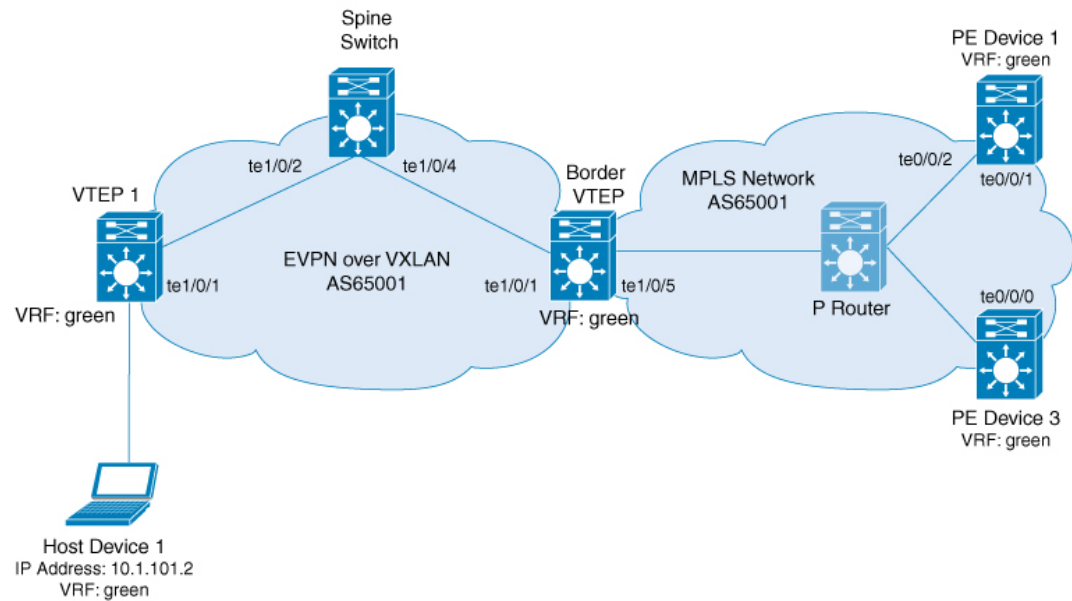 Spine
Switch
PE Device 1
VRF: green
te1/0/2
te1/0/4
te0/0/2
te0/0/1
VTEP 1
Border
VTEP
MPLS Network
AS65001
EVPN over VXLAN
AS65001
te1/0/1
te1/0/1
te1/0/5
te0/0/0
VRF: green
VRF: green
P Router
PE Device 3
VRF: green
Host Device 1
IP Address: 10.1.101.2
VRF: green